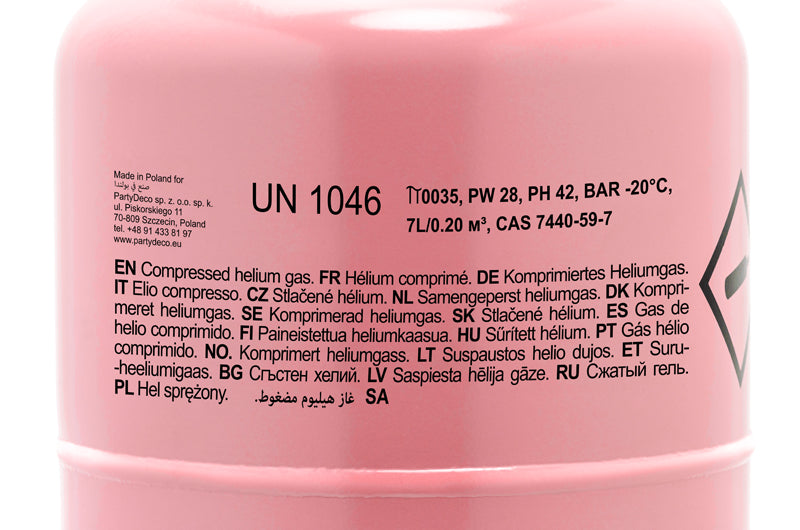 Made in Poland for
صنع في بولندا
PartyDeco sp. z. o.o. sp. k.
ul. Piskorskiego 11
70-809 Szczecin, Poland
tel. +48 91 433 81 97
www.partydeco.eu
UN 1046
π0035, PW 28, PH 42, BAR -20°C,
7L/0.20 м³, CAS 7440-59-7
EN Compressed helium gas. FR Hélium comprimé. DE Komprimiertes Heliumgas.
IT Elio compresso. CZ Stlačené hélium. NL Samengeperst heliumgas. DK Kompri-
meret heliumgas. SE Komprimerad heliumgas. SK Stlačené hélium. ES Gas de
helio comprimido. FI Paineistettua heliumkaasua. HU Sűrített hélium. PT Gás hélio
comprimido. NO. Komprimert heliumgass. LT Suspaustos helio dujos. ET Suru-
-heeliumigaas. BG Сгъстен хелий. LV Saspiesta hēlija gāze. RU Сжатый гель.
PL Hel sprężony. غاز هيليوم مضغوط. SA